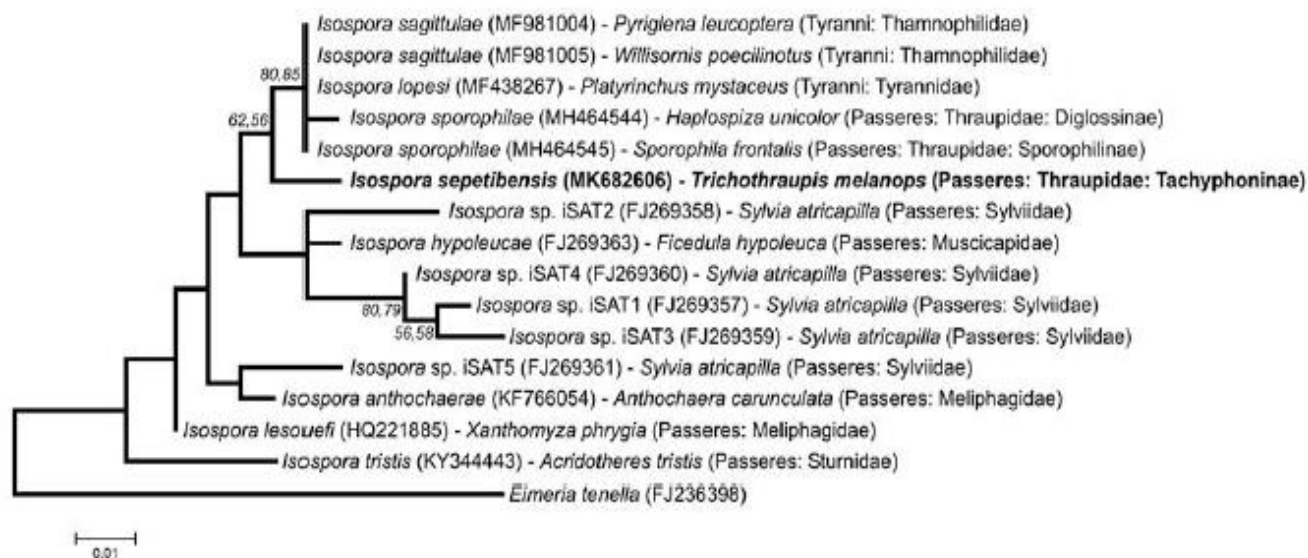 Isospora sagittulae (MF981004) - Pyriglena leucoptera (Tyranni: Thamnophilidae)
Isospora sagittulae (MF981005) - Willisornis poecilinotus (Tyranni: Thamnophilidae)
80,85
Isospora lopesi (MF438267) - Platyrinchus mystaceus (Tyranni: Tyrannidae)
62,56
Isospora sporophilae (MH464544) - Haplospiza unicolor (Passeres: Thraupidae: Diglossinae)
Isospora sporophilae (MH464545) - Sporophila frontalis (Passeres: Thraupidae: Sporophilinae)
Isospora sepetibensis (MK682606) - Trichothraupis melanops (Passeres: Thraupidae: Tachyphoninae)
Isospora sp. iSAT2 (FJ269358) - Sylvia atricapilla (Passeres: Sylviidae)
Isospora hypoleucae (FJ269363) - Ficedula hypoleuca (Passeres: Muscicapidae)
Isospora sp. iSAT4 (FJ269360) - Sylvia atricapilla (Passeres: Sylviidae)
80,79
Isospora sp. iSAT1 (FJ269357) - Sylvia atricapilla (Passeres: Sylviidae)
56,58
Isospora sp. iSAT3 (FJ269359) - Sylvia atricapilla (Passeres: Sylviidae)
Isospora sp. iSAT5 (FJ269361) - Sylvia atricapilla (Passeres: Sylviidae)
Isospora anthochaerae (KF766054) - Anthochaera carunculata (Passeres: Meliphagidae)
Isospora lesouefi (HQ221885) - Xanthomyza phrygia (Passeres: Meliphagidae)
Isospora tristis (KY344443) - Acridotheres tristis (Passeres: Sturnidae)
Eimeria tenella (FJ236398)
0.01